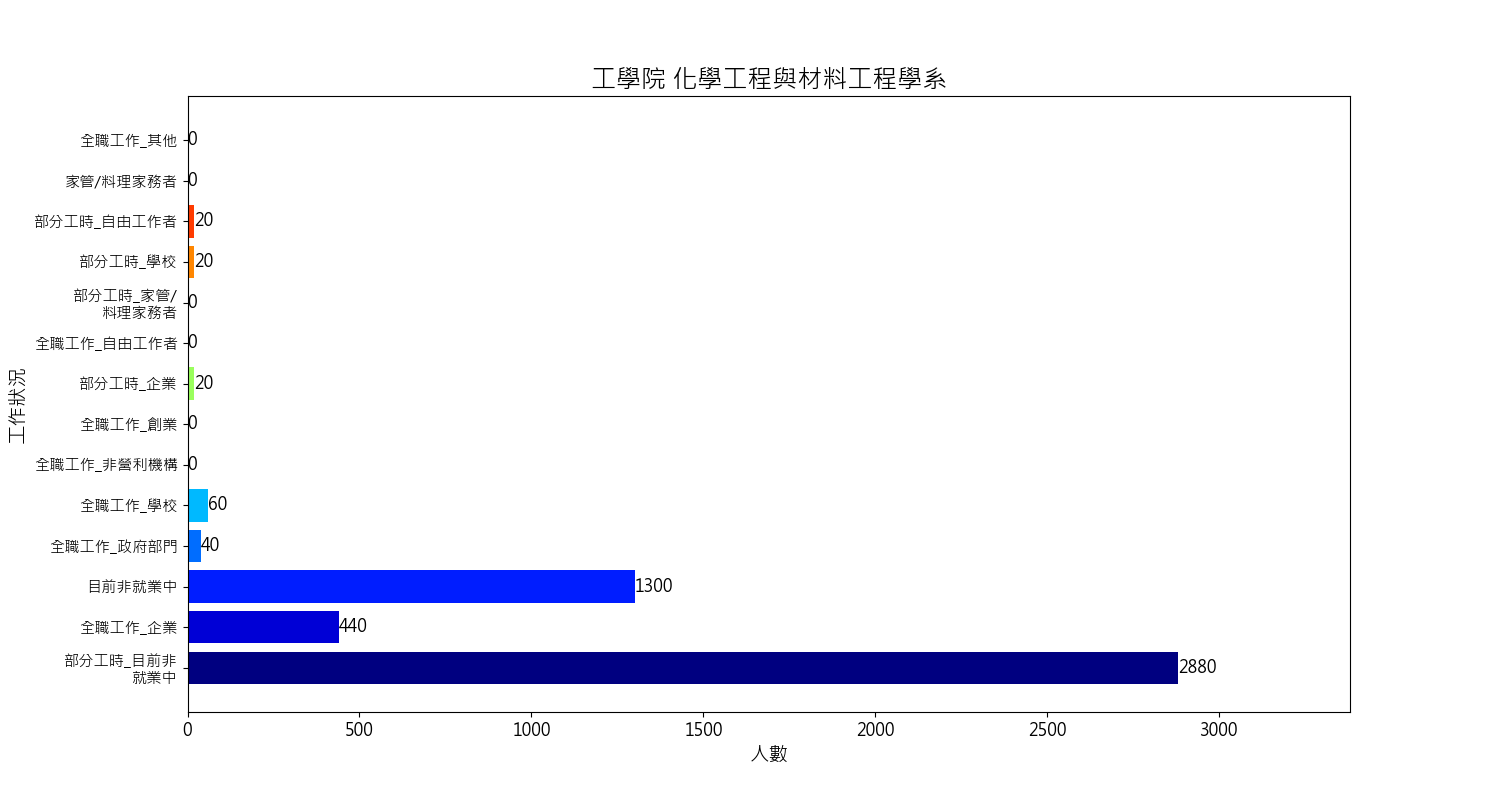 工學院 化學工程與材料工程學系
全職工作_其他
0
家管/料理家務者
0
部分工時_自由工作者
20
部分工時_學校
20
部分工時_家管/
料理家務者
0
全職工作_自由工作者
0
部分工時_企業
20
全職工作_創業
0
全職工作_非營利機構
0
全職工作_學校
60
全職工作_政府部門
40
目前非就業中
1300
全職工作_企業
440
部分工時_目前非
就業中
2880
工作狀況
0
500
1000
1500
2000
2500
3000
人數